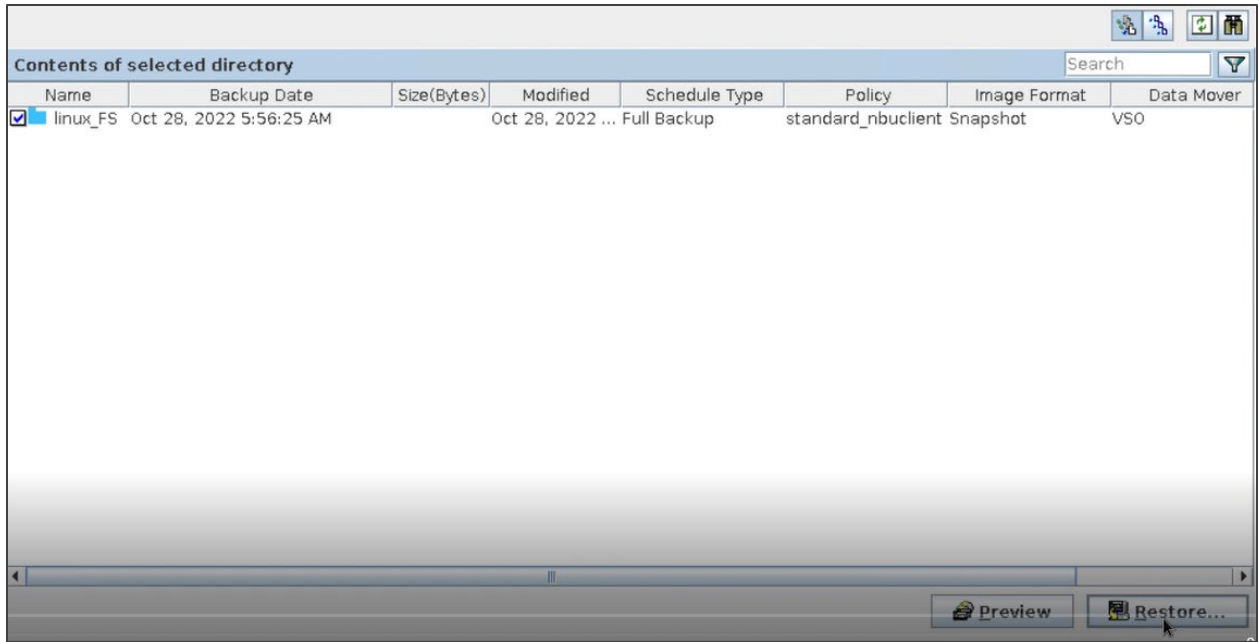 Contents of selected directory Search
Name Backup Date Size(Bytes) Modified Schedule Type Policy Image Format Data Mover
linux_FS Oct 28, 2022 5:56:25 AM Oct 28, 2022 ... Full Backup standard_nbuclient Snapshot VSO
Preview Restore...